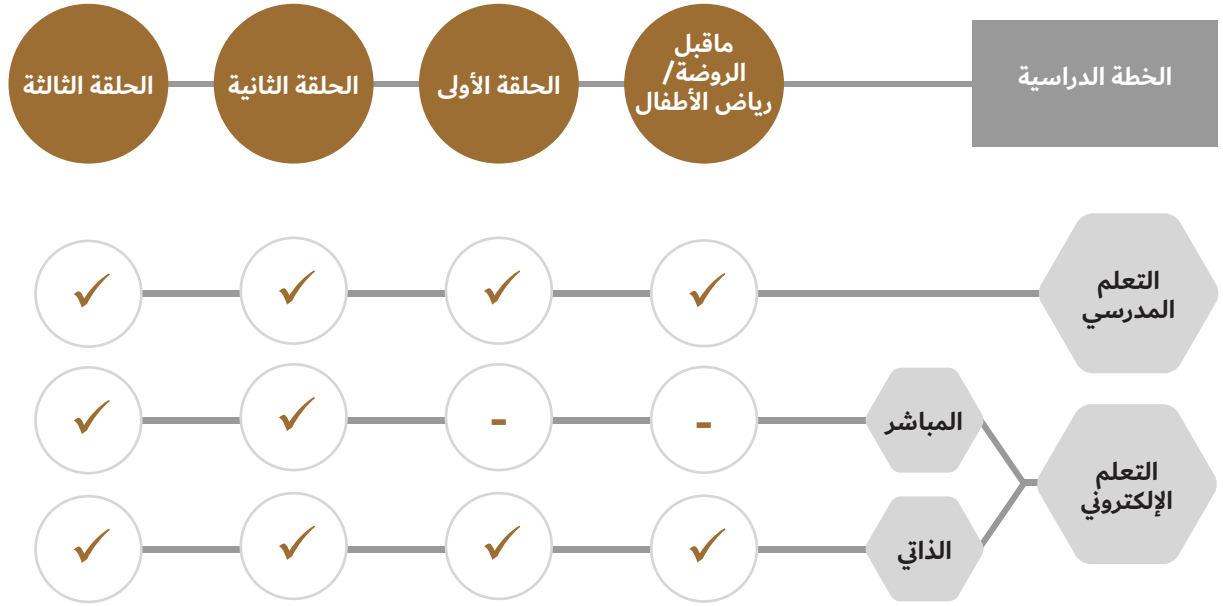 الخطة الدراسية
ماقبل
الروضة/
رياض الأطفال
الحلقة الأولى
الحلقة الثانية
الحلقة الثالثة
التعلم
المدرسي
✓ ✓ ✓ ✓
التعلم
الإلكتروني
المباشر
- - ✓ ✓
الذاتي
✓ ✓ ✓ ✓